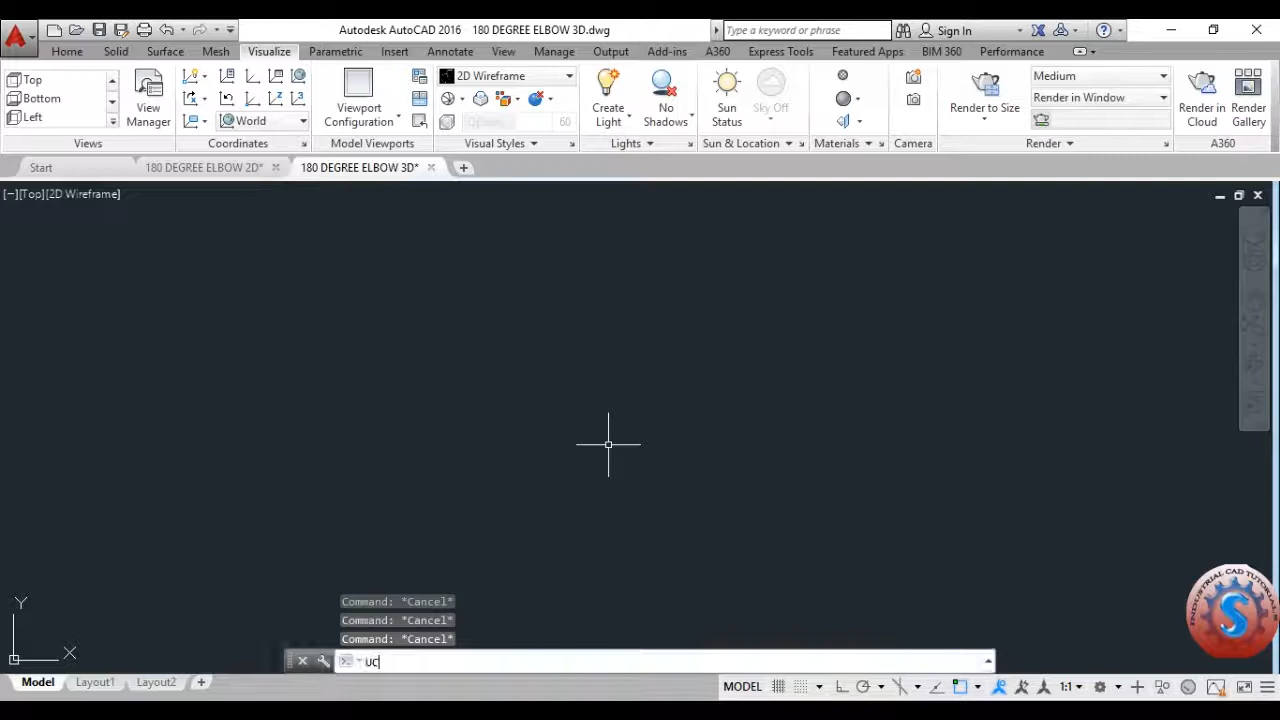 Autodesk AutoCAD 2016 180 DEGREE ELBOW 3D.dwg
Type a keyword or phrase
Sign In
Home Solid Surface Mesh Visualize Parametric Insert Annotate View Manage Output Add-ins A360 Express Tools Featured Apps BIM 360 Performance
Top
Bottom
Left
View
Manager
World
Viewport
Configuration
2D Wireframe
60
Create
Light
No
Shadows
Sun
Status
Sky Off
Render to Size
Medium
Render in Window
Render in
Cloud
Render
Gallery
Views Coordinates Model Viewports Visual Styles Lights Sun & Location Materials Camera Render A360
Start 180 DEGREE ELBOW 2D* 180 DEGREE ELBOW 3D*
[−][Top][2D Wireframe]
Y
X
Command: *Cancel*
Command: *Cancel*
Command: *Cancel*
UC
Model Layout1 Layout2
MODEL 1:1
INDUSTRIAL CAD TUTORIALS
S